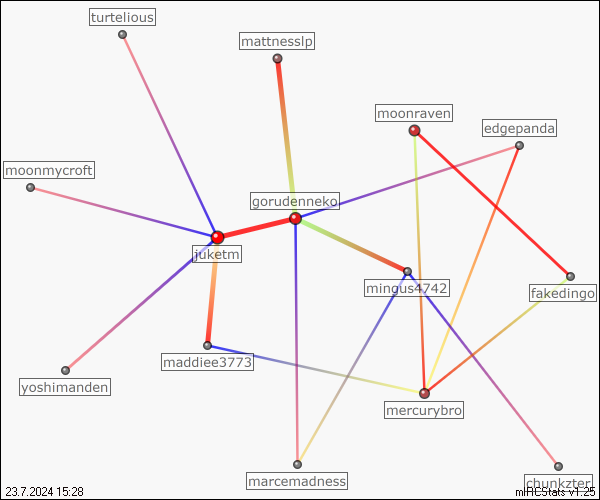 turtelious
mattnesslp
moonraven
edgepanda
moonmycroft
gorudenneko
juketm
mingus4742
fakedingo
maddiee3773
yoshimanden
mercurybro
marcemadness
chunkzter
23.7.2024 15:28
mIRCStats v1.25